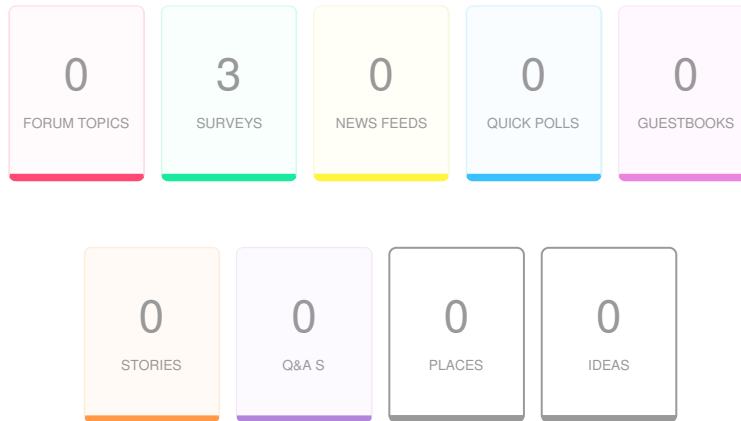 0 3 0 0 0
FORUM TOPICS SURVEYS NEWS FEEDS QUICK POLLS GUESTBOOKS
0 0 0 0
STORIES Q&A S PLACES IDEAS